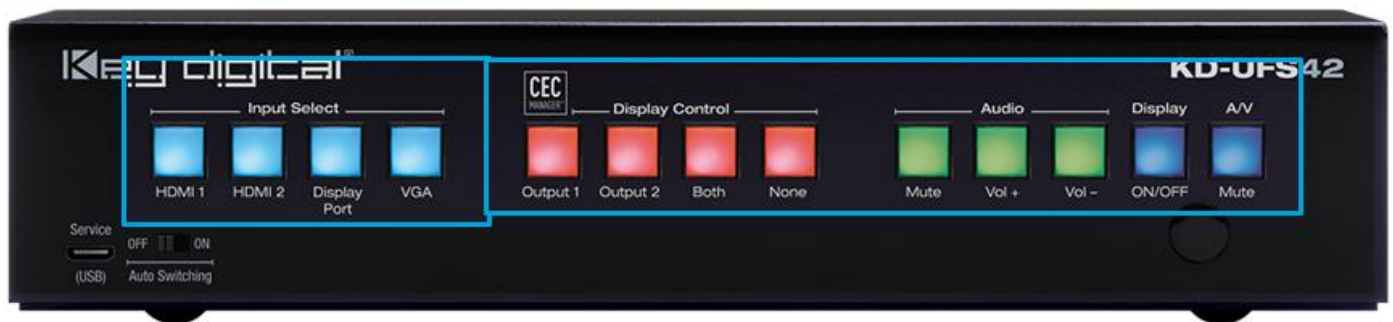 Key digital®
KD-UFS42
Input Select
HDMI 1
HDMI 2
Display
Port
VGA
CEC
MANAGER™
Display Control
Output 1
Output 2
Both
None
Audio
Mute
Vol +
Vol –
Display
ON/OFF
A/V
Mute
Service
(USB)
OFF
ON
Auto Switching